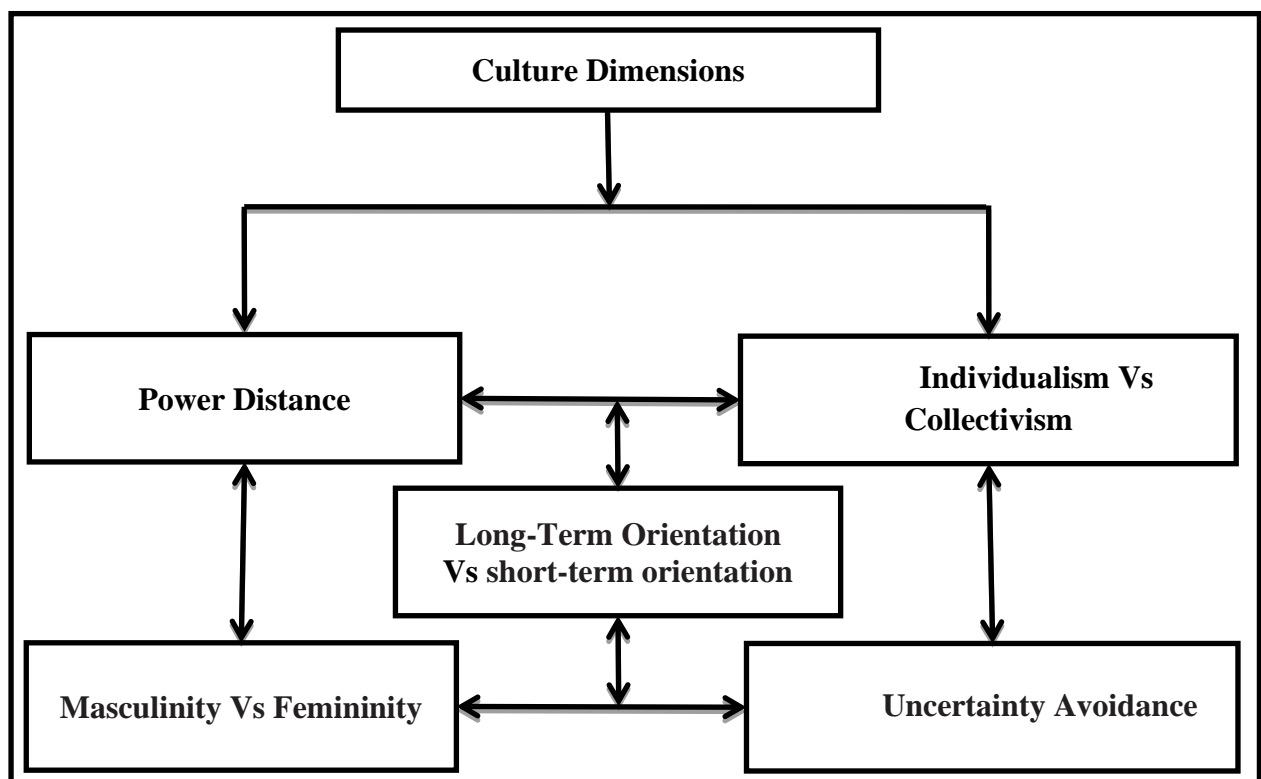 Culture Dimensions
Power Distance
Individualism Vs
Collectivism
Long-Term Orientation
Vs short-term orientation
Masculinity Vs Femininity
Uncertainty Avoidance